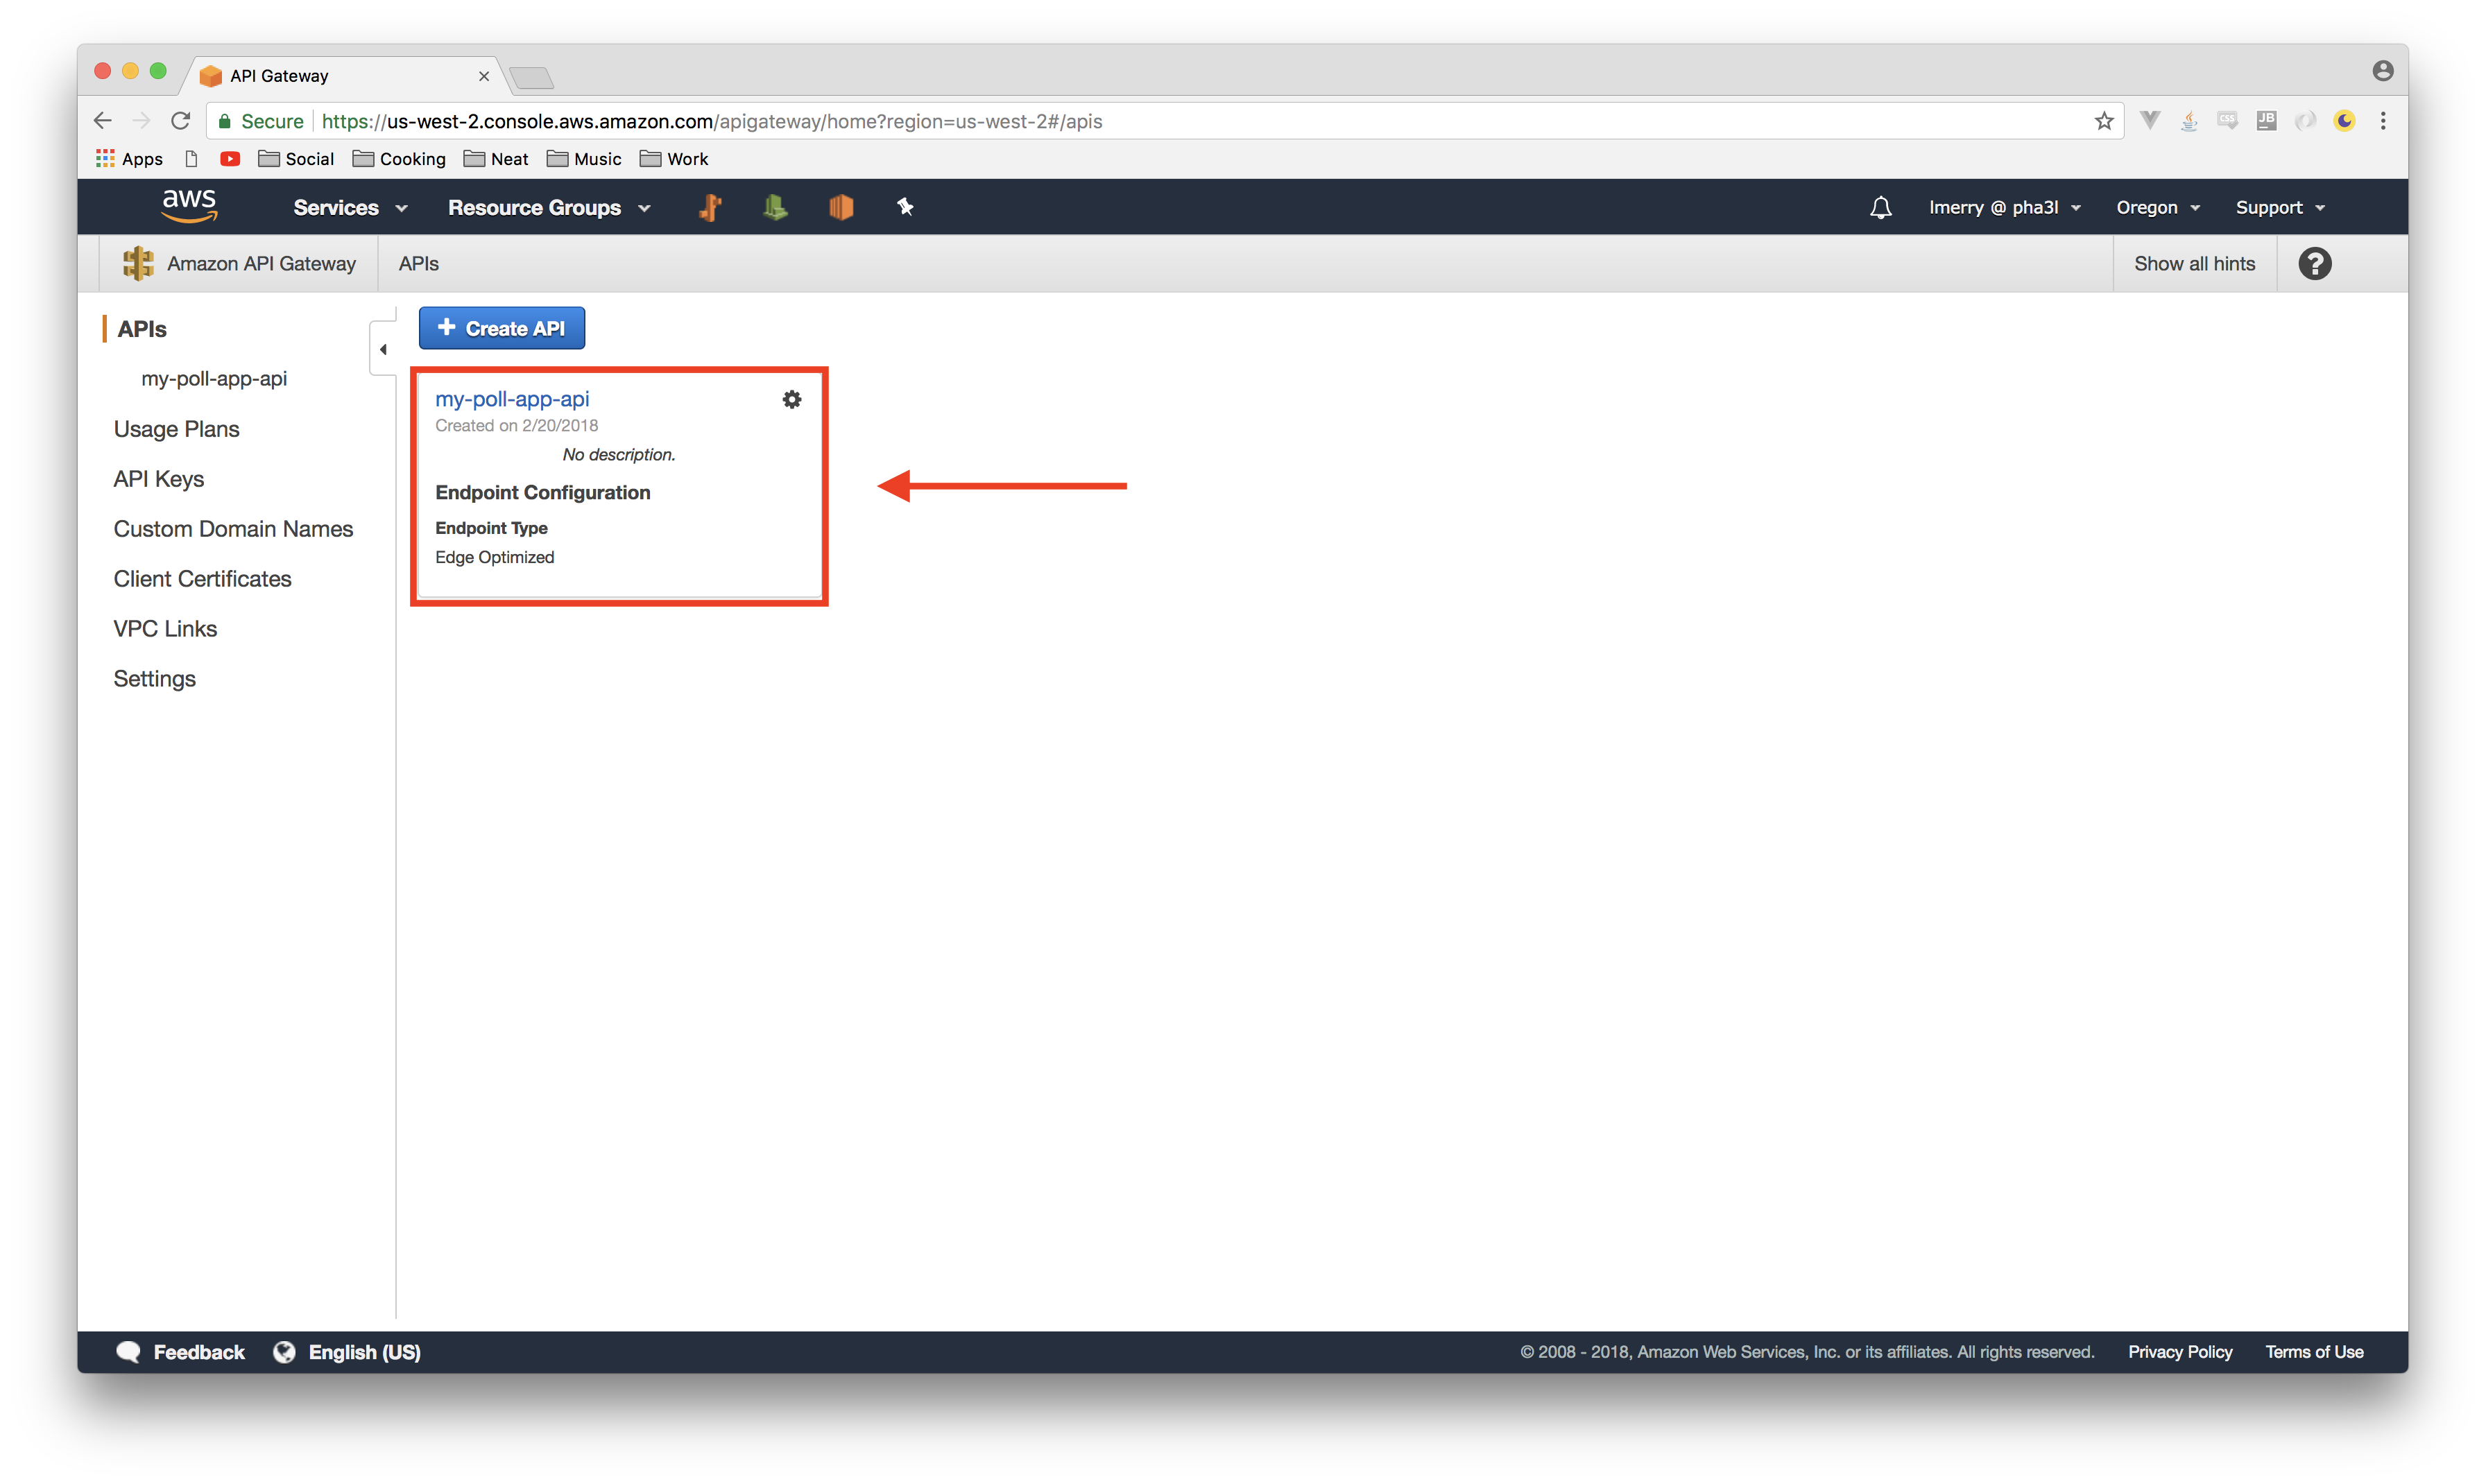 API Gateway
Secure https://us-west-2.console.aws.amazon.com/apigateway/home?region=us-west-2#/apis
CSS
JB
Apps Social Cooking Neat Music Work
aws Services Resource Groups lmerry @ pha3l Oregon Support
Amazon API Gateway APIs Show all hints ?
APIs
my-poll-app-api
Usage Plans
API Keys
Custom Domain Names
Client Certificates
VPC Links
Settings
+ Create API
my-poll-app-api
Created on 2/20/2018
No description.
Endpoint Configuration
Endpoint Type
Edge Optimized
Feedback English (US) © 2008 - 2018, Amazon Web Services, Inc. or its affiliates. All rights reserved. Privacy Policy Terms of Use